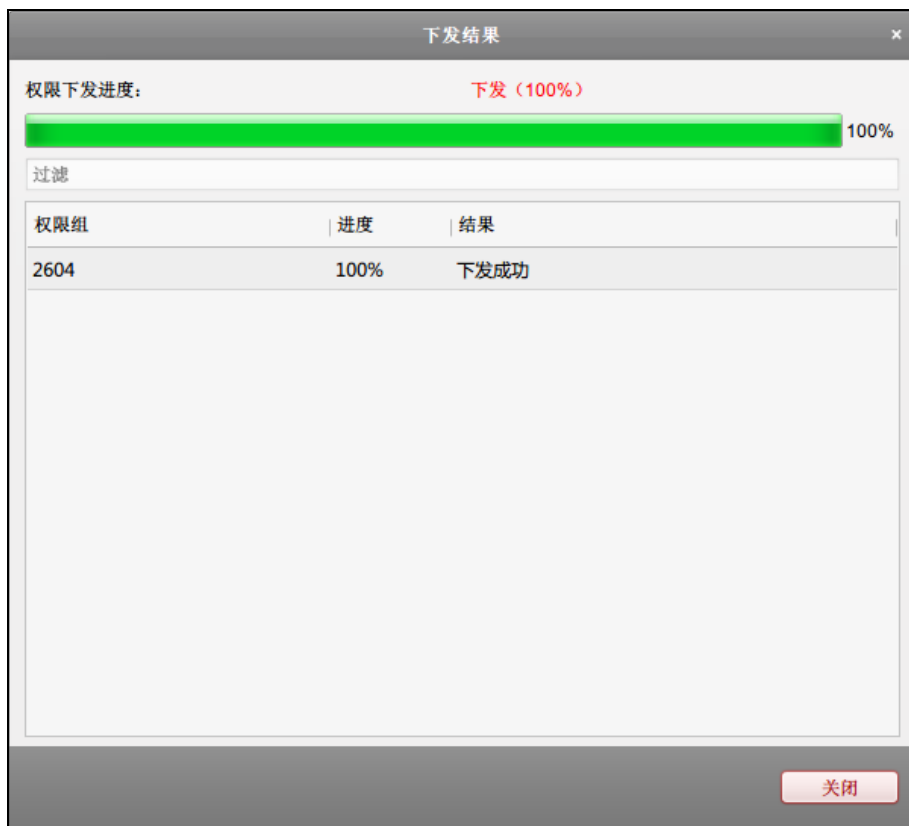 下发结果 ×
权限下发进度: 下发（100%）
100%
过滤
权限组 进度 结果
2604 100% 下发成功
关闭